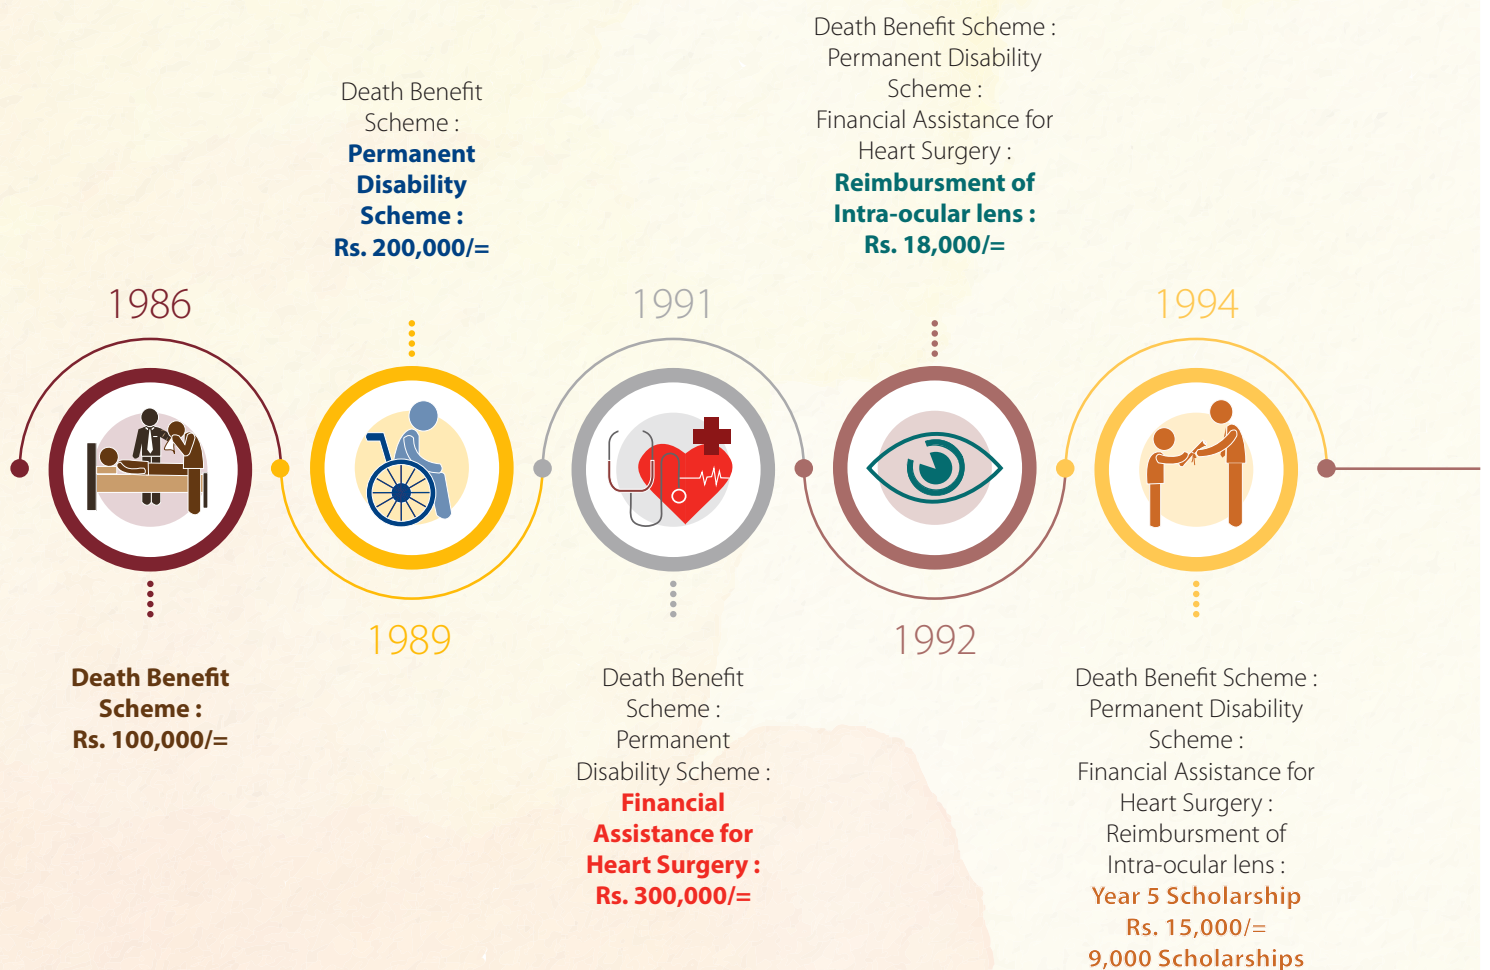 1986
Death Benefit
Scheme :
Rs. 100,000/=
Death Benefit
Scheme :
Permanent
Disability
Scheme :
Rs. 200,000/=
1989
1991
Death Benefit
Scheme :
Permanent
Disability Scheme :
Financial
Assistance for
Heart Surgery :
Rs. 300,000/=
Death Benefit Scheme :
Permanent Disability
Scheme :
Financial Assistance for
Heart Surgery :
Reimbursment of
Intra-ocular lens :
Rs. 18,000/=
1992
1994
Death Benefit Scheme :
Permanent Disability
Scheme :
Financial Assistance for
Heart Surgery :
Reimbursment of
Intra-ocular lens :
Year 5 Scholarship
Rs. 15,000/=
9,000 Scholarships